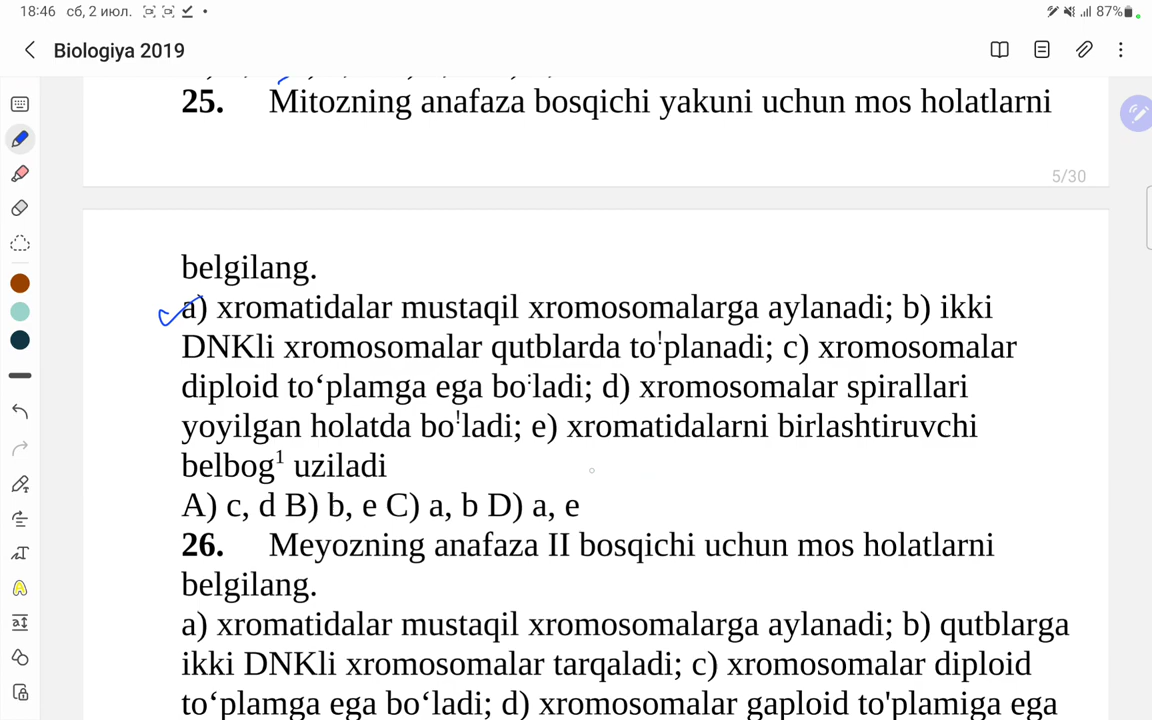 18:46 сб, 2 июл.
87%
Biologiya 2019
25. Mitozning anafaza bosqichi yakuni uchun mos holatlarni
5/30
belgilang.
a) xromatidalar mustaqil xromosomalarga aylanadi; b) ikki
DNKli xromosomalar qutblarda to'planadi; c) xromosomalar
diploid to‘plamga ega bo:ladi; d) xromosomalar spirallari
yoyilgan holatda bo!ladi; e) xromatidalarni birlashtiruvchi
belbog¹ uziladi
A) c, d B) b, e C) a, b D) a, e
26. Meyozning anafaza II bosqichi uchun mos holatlarni
belgilang.
a) xromatidalar mustaqil xromosomalarga aylanadi; b) qutblarga
ikki DNKli xromosomalar tarqaladi; c) xromosomalar diploid
to‘plamga ega bo‘ladi; d) xromosomalar gaploid to'plamiga ega